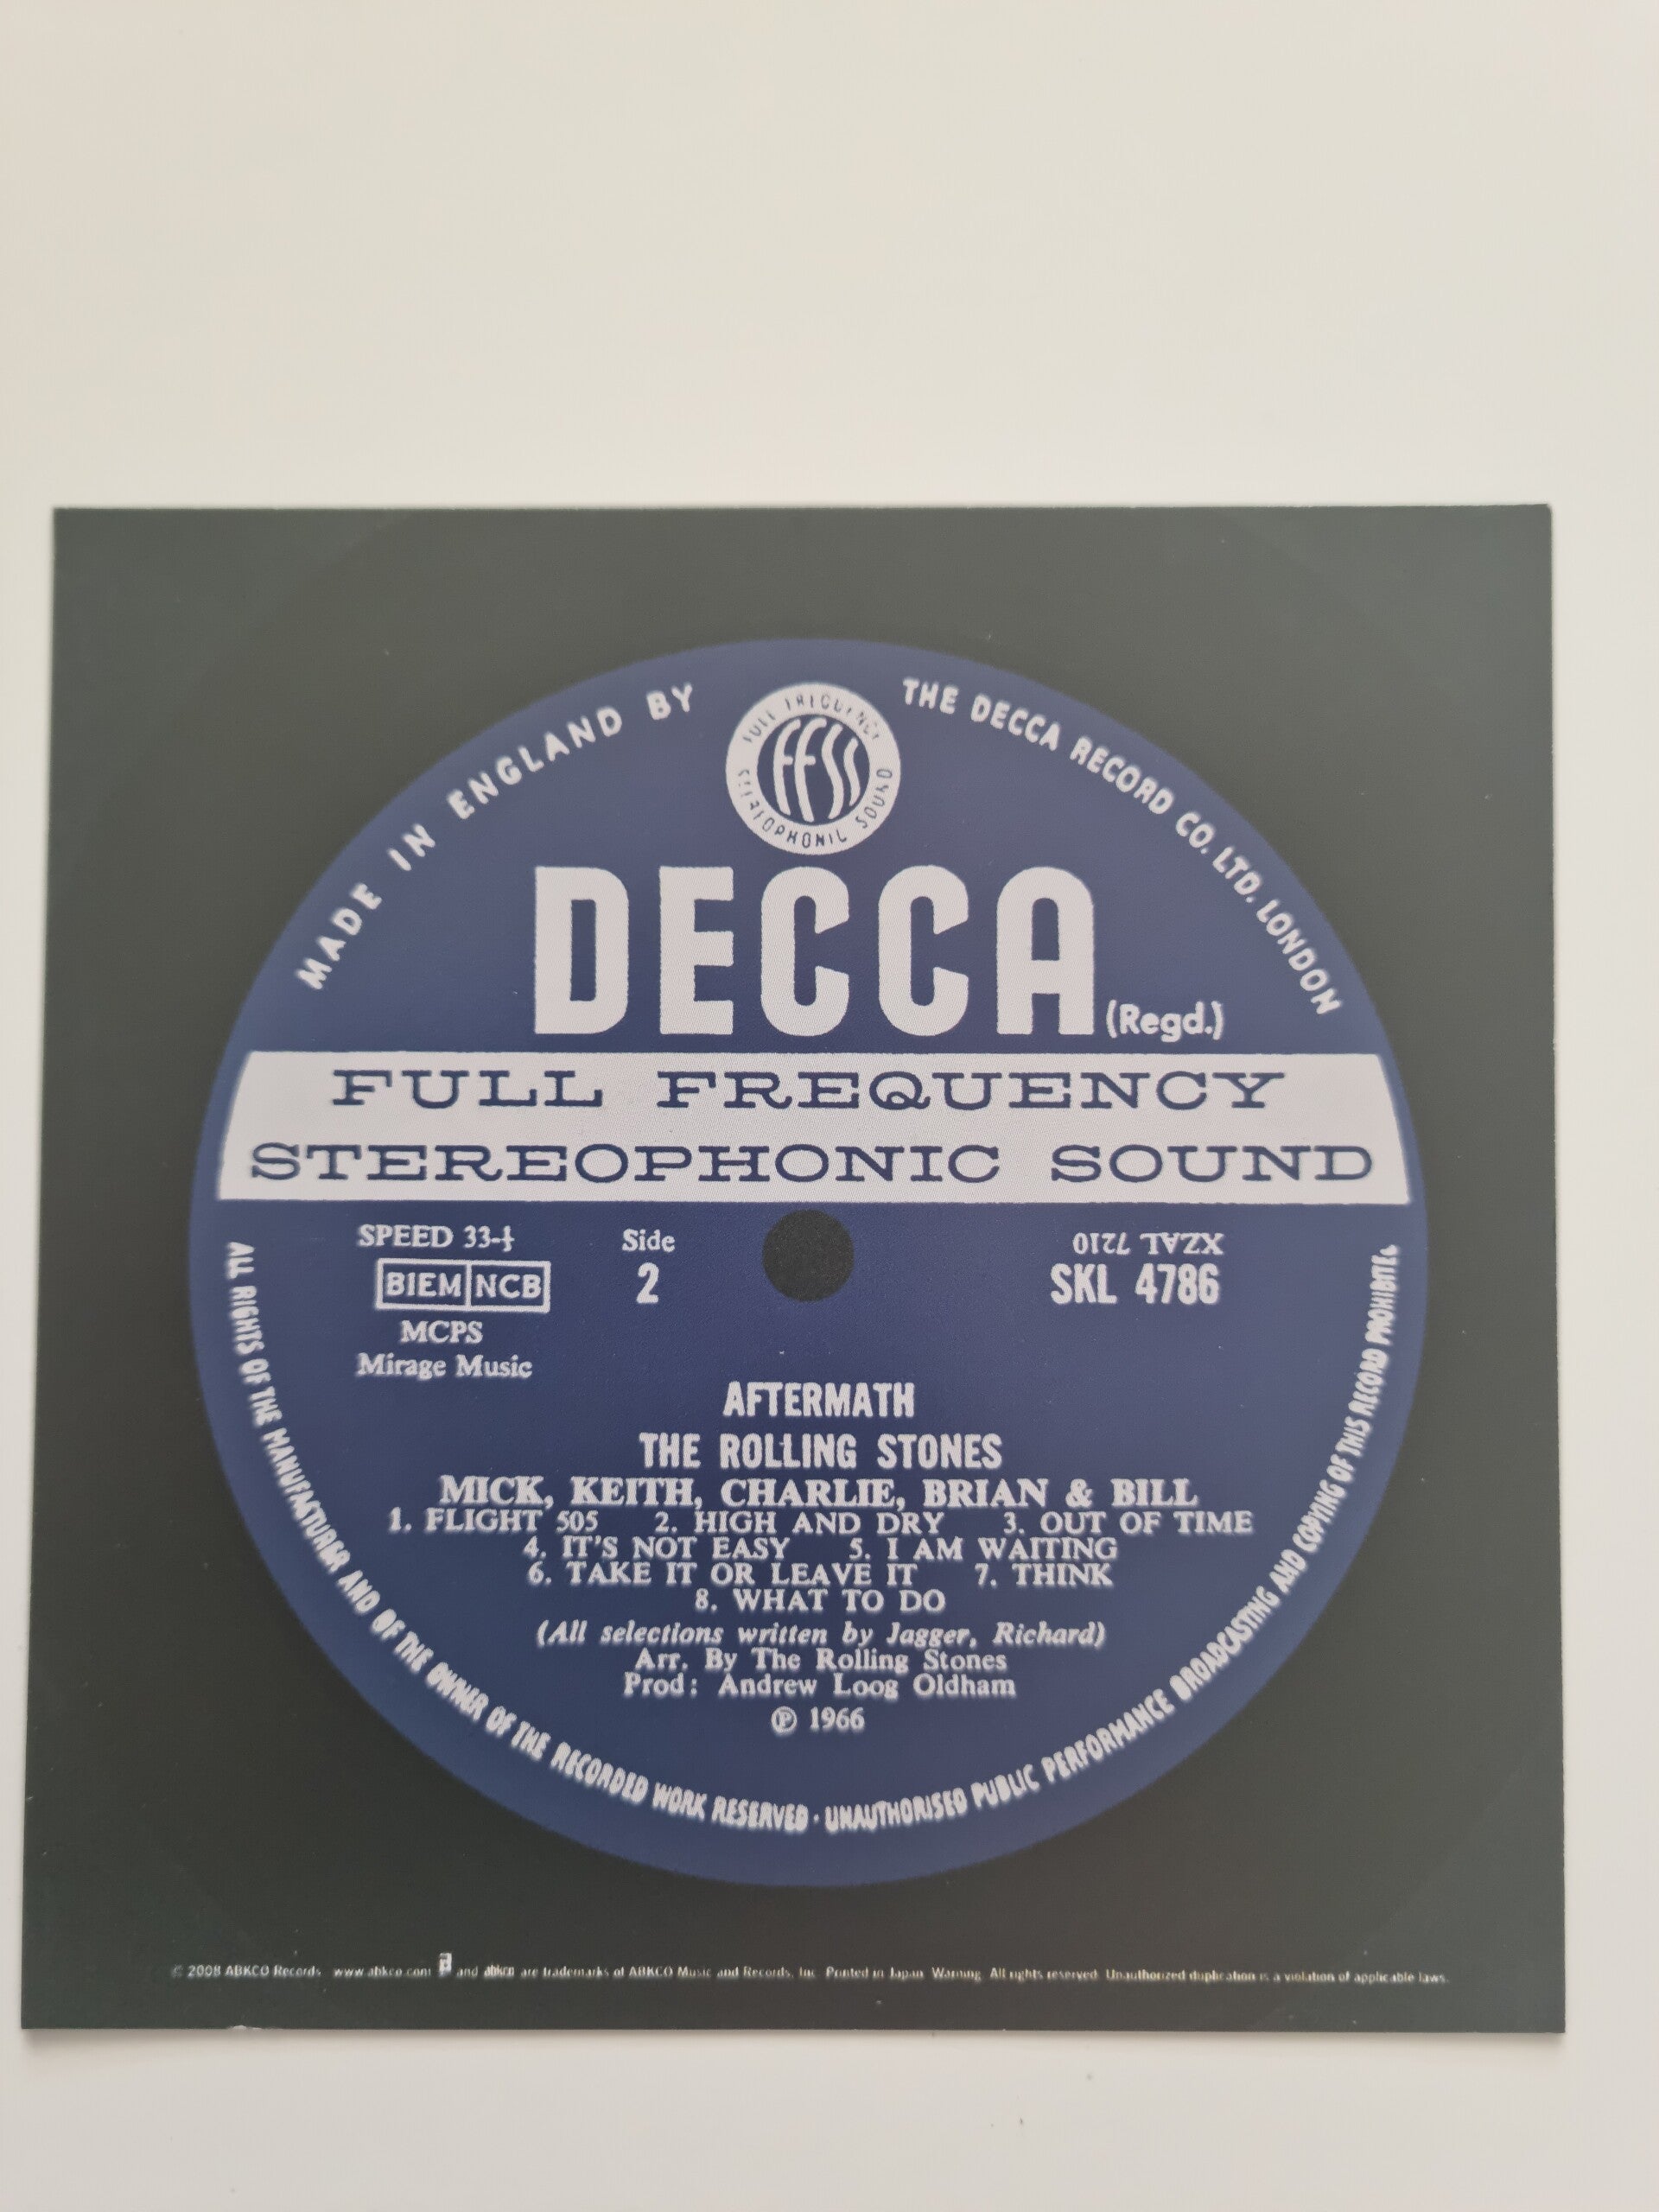 MADE IN ENGLAND BY
THE DECCA RECORD CO. LTD. LONDON
FULL FREQUENCY
FFSS
STEREOPHONIC SOUND
DECCA (Regd.)
FULL FREQUENCY
STEREOPHONIC SOUND
SPEED 33-⅓
BIEM NCB
MCPS
Mirage Music
Side
2
XZAL 7210
SKL 4786
AFTERMATH
THE ROLLING STONES
MICK, KEITH, CHARLIE, BRIAN & BILL
1. FLIGHT 505 2. HIGH AND DRY 3. OUT OF TIME
4. IT'S NOT EASY 5. I AM WAITING
6. TAKE IT OR LEAVE IT 7. THINK
8. WHAT TO DO
(All selections written by Jagger, Richard)
Arr. By The Rolling Stones
Prod: Andrew Loog Oldham
℗ 1966
ALL RIGHTS OF THE MANUFACTURER AND OF THE OWNER OF THE RECORDED WORK RESERVED · UNAUTHORISED PUBLIC PERFORMANCE BROADCASTING AND COPYING OF THIS RECORD PROHIBITED
© 2008 ABKCO Records www.abkco.com and abkco are trademarks of ABKCO Music and Records, Inc Printed in Japan Warning All rights reserved Unauthorized duplication is a violation of applicable laws.